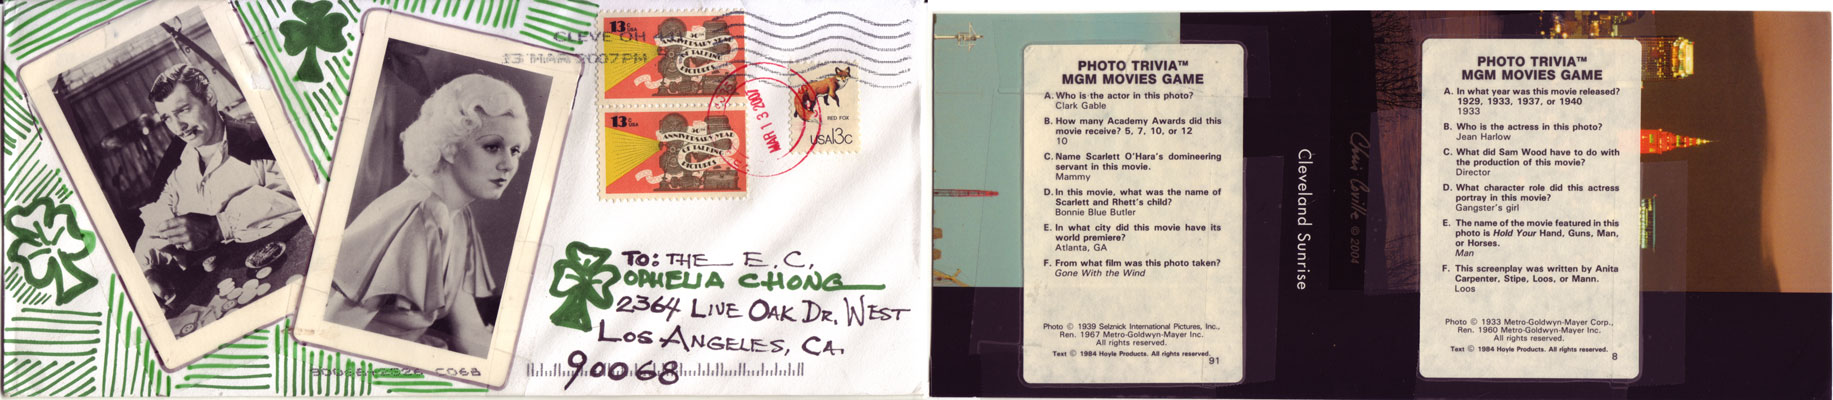 CLEVE OH 441
13 MAR 2007 PM
13c USA
50th
ANNIVERSARY YEAR
OF TALKING
PICTURES
13c USA
50th
ANNIVERSARY YEAR
OF TALKING
PICTURES
MAR 13 2007
RED FOX
USA13c
TO: THE E.C.
OPHELIA CHONG
2364 LIVE OAK DR. WEST
LOS ANGELES, CA.
90068
PHOTO TRIVIA™
MGM MOVIES GAME
A. Who is the actor in this photo?
Clark Gable
B. How many Academy Awards did this
movie receive? 5, 7, 10, or 12
10
C. Name Scarlett O'Hara's domineering
servant in this movie.
Mammy
D. In this movie, what was the name of
Scarlett and Rhett's child?
Bonnie Blue Butler
E. In what city did this movie have its
world premiere?
Atlanta, GA
F. From what film was this photo taken?
Gone With the Wind
Photo © 1939 Selznick International Pictures, Inc.,
Ren. 1967 Metro-Goldwyn-Mayer Inc.
All rights reserved.
Text © 1984 Hoyle Products. All rights reserved.
91
Cleveland Sunrise
© 2004
PHOTO TRIVIA™
MGM MOVIES GAME
A. In what year was this movie released?
1929, 1933, 1937, or 1940
1933
B. Who is the actress in this photo?
Jean Harlow
C. What did Sam Wood have to do with
the production of this movie?
Director
D. What character role did this actress
portray in this movie?
Gangster's girl
E. The name of the movie featured in this
photo is Hold Your Hand, Guns, Man,
or Horses.
Man
F. This screenplay was written by Anita
Carpenter, Stipe, Loos, or Mann.
Loos
Photo © 1933 Metro-Goldwyn-Mayer Corp.,
Ren. 1960 Metro-Goldwyn-Mayer Inc.
All rights reserved.
Text © 1984 Hoyle Products. All rights reserved.
8